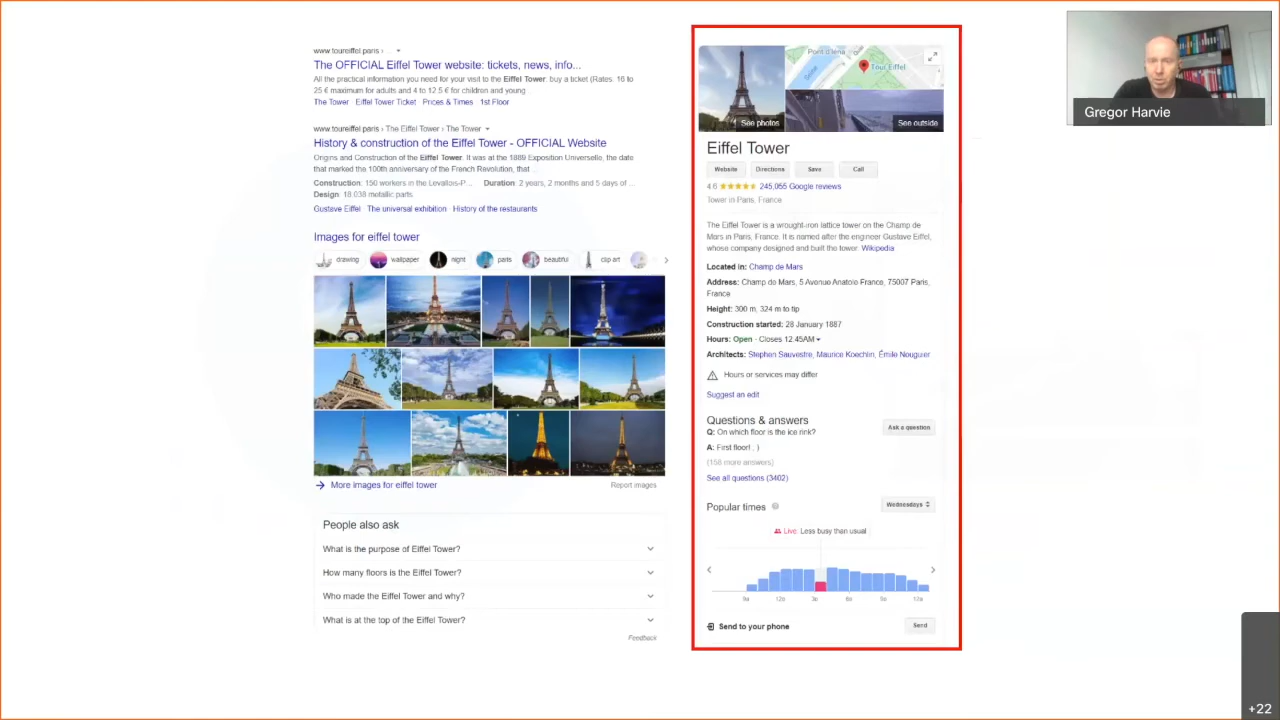 www.toureiffel.paris ›
The OFFICIAL Eiffel Tower website: tickets, news, info...
All the practical information you need for your visit to the Eiffel Tower: buy a ticket (Rates: 16 to
25 € maximum for adults and 4 to 12.5 € for children and young ...
The Tower · Eiffel Tower Ticket · Prices & Times · 1st Floor
www.toureiffel.paris › The Eiffel Tower › The Tower
History & construction of the Eiffel Tower - OFFICIAL Website
Origins and Construction of the Eiffel Tower. It was at the 1889 Exposition Universelle, the date
that marked the 100th anniversary of the French Revolution, that ...
Construction: 150 workers in the Levallois-P... Duration: 2 years, 2 months and 5 days of ...
Design: 18 038 metallic parts.
Gustave Eiffel · The universal exhibition · History of the restaurants
Images for eiffel tower
drawing
wallpaper
night
paris
beautiful
clip art
More images for eiffel tower
Report images
People also ask
What is the purpose of Eiffel Tower?
How many floors is the Eiffel Tower?
Who made the Eiffel Tower and why?
What is at the top of the Eiffel Tower?
Feedback
Pont d'Iéna
Seine
Tour Eiffel
See photos
See outside
Eiffel Tower
Website
Directions
Save
Call
4.6 245,055 Google reviews
Tower in Paris, France
The Eiffel Tower is a wrought-iron lattice tower on the Champ de
Mars in Paris, France. It is named after the engineer Gustave Eiffel,
whose company designed and built the tower. Wikipedia
Located in: Champ de Mars
Address: Champ de Mars, 5 Avenue Anatole France, 75007 Paris,
France
Height: 300 m, 324 m to tip
Construction started: 28 January 1887
Hours: Open · Closes 12:45AM
Architects: Stephen Sauvestre, Maurice Koechlin, Émile Nouguier
Hours or services may differ
Suggest an edit
Questions & answers
Q: On which floor is the ice rink?
Ask a question
A: First floor! ; )
(158 more answers)
See all questions (3402)
Popular times
Wednesdays
Live: Less busy than usual
9a 12p 3p 6p 9p 12a
Send to your phone
Send
Gregor Harvie
+22